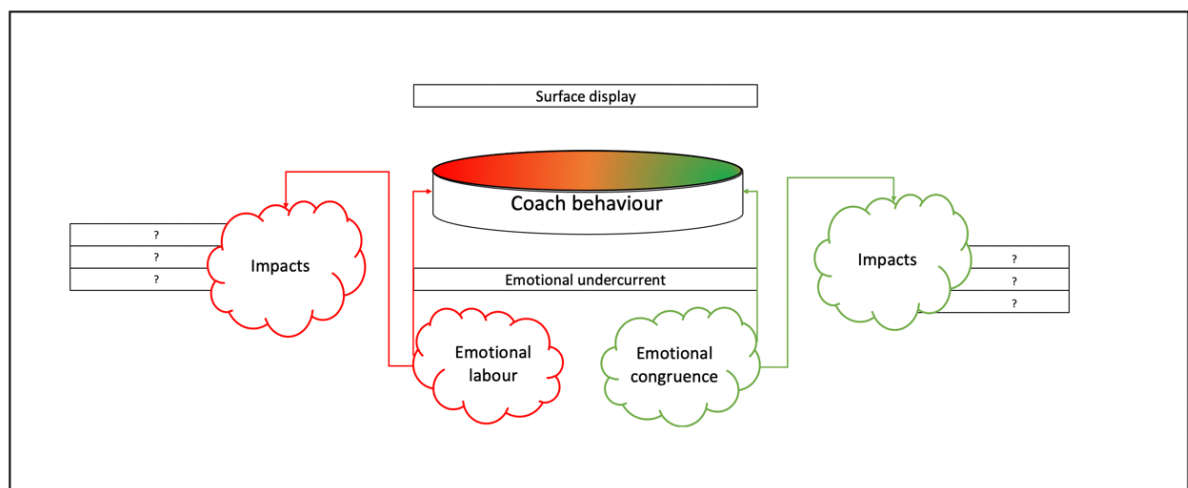 Surface display
Coach behaviour
?
?
?
Impacts
Impacts
?
?
?
Emotional undercurrent
Emotional
labour
Emotional
congruence